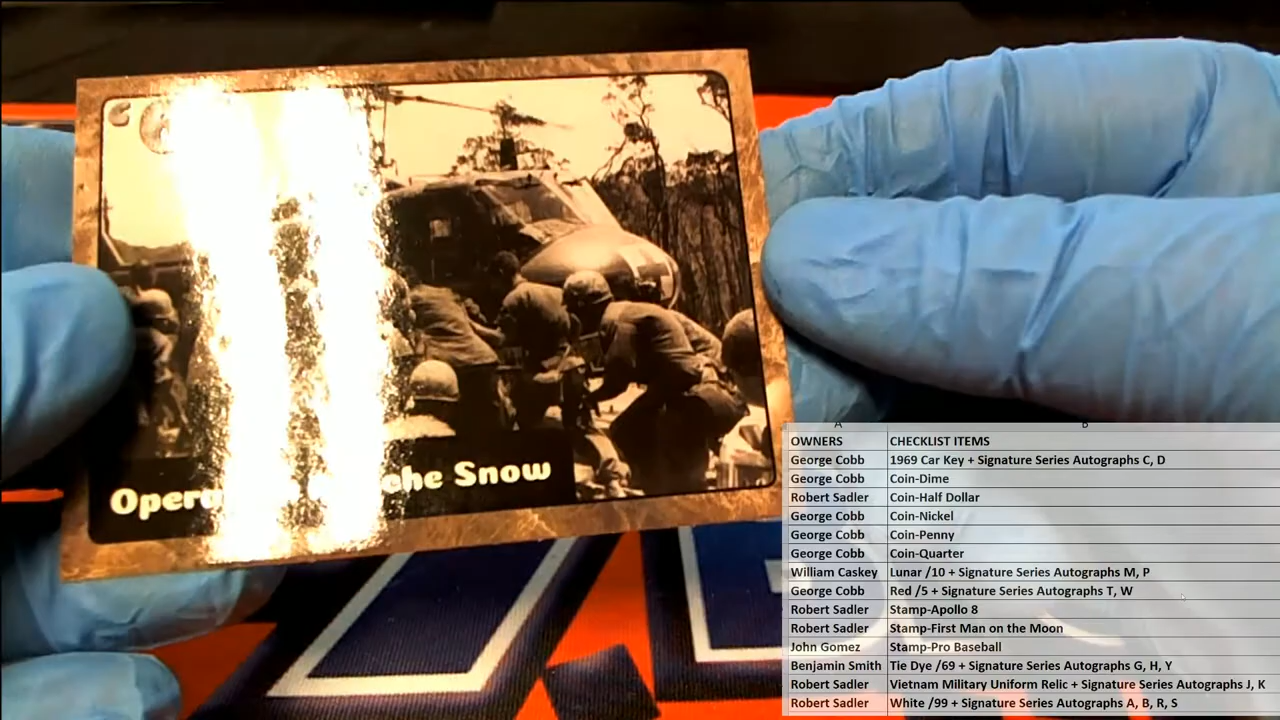 che Snow
A
B
OWNERS CHECKLIST ITEMS
George Cobb 1969 Car Key + Signature Series Autographs C, D
George Cobb Coin-Dime
Robert Sadler Coin-Half Dollar
George Cobb Coin-Nickel
George Cobb Coin-Penny
George Cobb Coin-Quarter
William Caskey Lunar /10 + Signature Series Autographs M, P
George Cobb Red /5 + Signature Series Autographs T, W
Robert Sadler Stamp-Apollo 8
Robert Sadler Stamp-First Man on the Moon
John Gomez Stamp-Pro Baseball
Benjamin Smith Tie Dye /69 + Signature Series Autographs G, H, Y
Robert Sadler Vietnam Military Uniform Relic + Signature Series Autographs J, K
Robert Sadler White /99 + Signature Series Autographs A, B, R, S